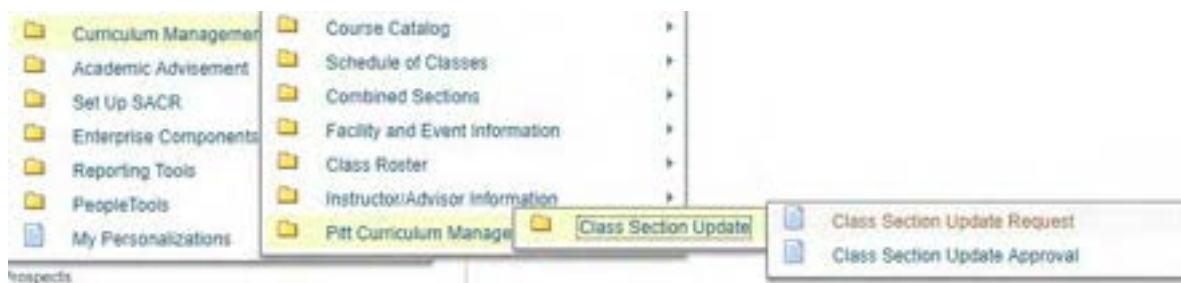 Curriculum Managemen
Academic Advisement
Set Up SACR
Enterprise Components
Reporting Tools
PeopleTools
My Personalizations
Prospects
Course Catalog
Schedule of Classes
Combined Sections
Facility and Event Information
Class Roster
Instructor/Advisor Information
Pitt Curriculum Manage
Class Section Update
Class Section Update Request
Class Section Update Approval